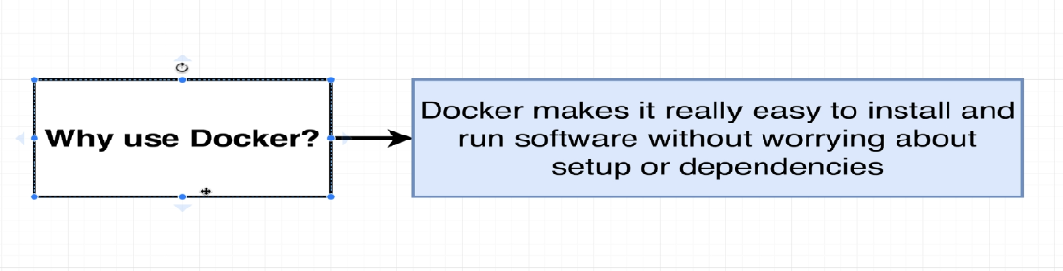 Why use Docker?
Docker makes it really easy to install and
run software without worrying about
setup or dependencies